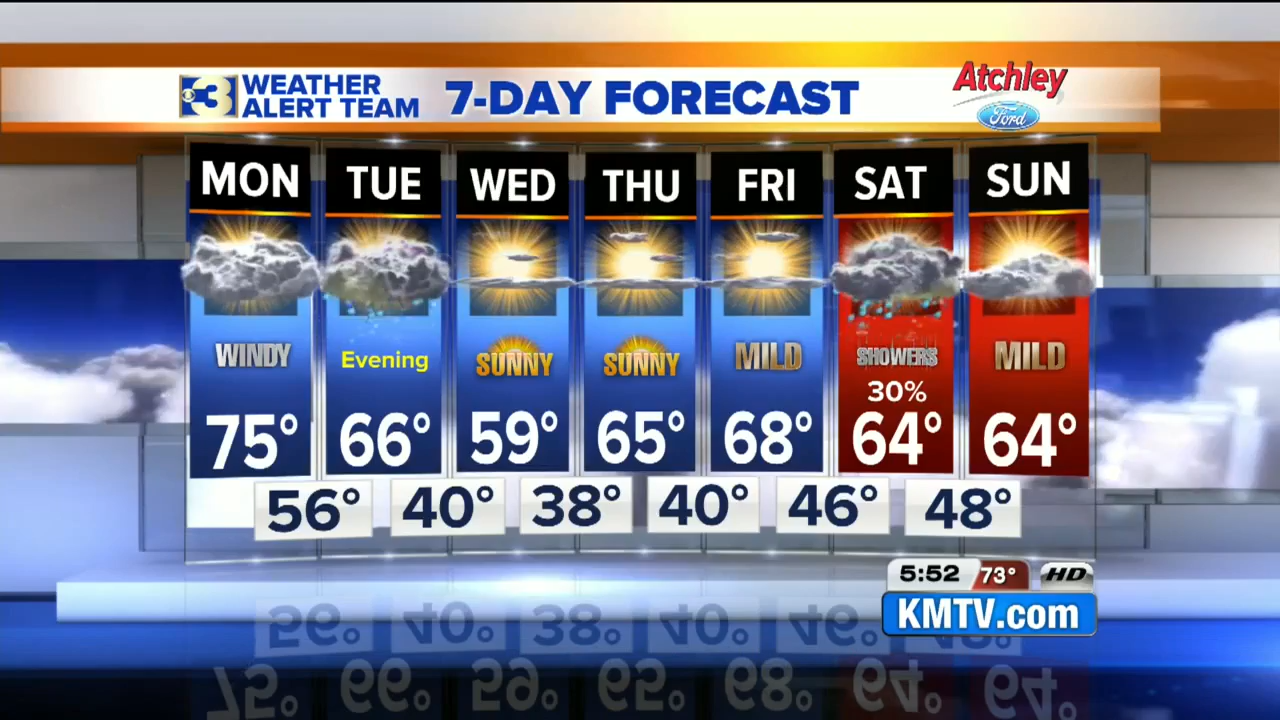 3 WEATHER
ALERT TEAM
7-DAY FORECAST
Atchley
Ford
MON TUE WED THU FRI SAT SUN
WINDY Evening SUNNY SUNNY MILD SHOWERS MILD
30%
75° 66° 59° 65° 68° 64° 64°
56° 40° 38° 40° 46° 48°
5:52 73° HD
KMTV.com